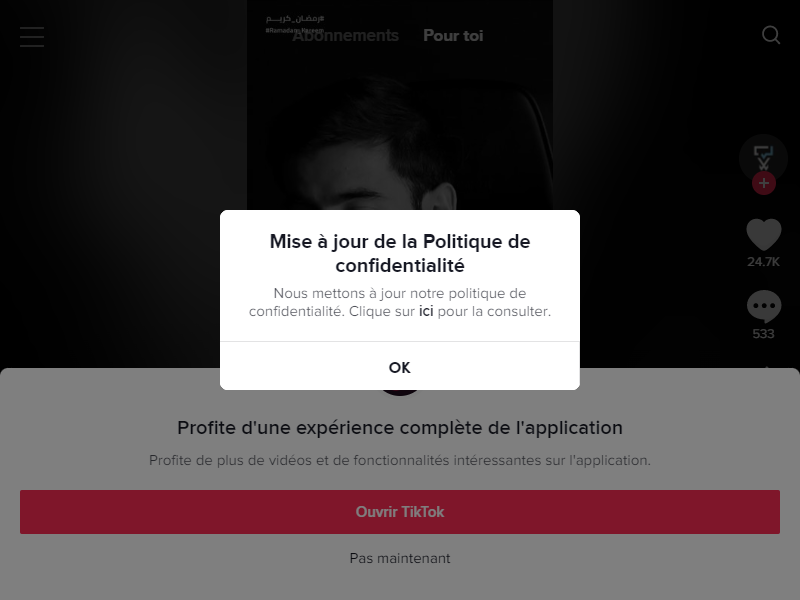 #رمضان_كريم
#Ramadan_Kareem
Abonnements Pour toi
24.7K
533
Mise à jour de la Politique de
confidentialité
Nous mettons à jour notre politique de
confidentialité. Clique sur ici pour la consulter.
OK
Profite d'une expérience complète de l'application
Profite de plus de vidéos et de fonctionnalités intéressantes sur l'application.
Ouvrir TikTok
Pas maintenant